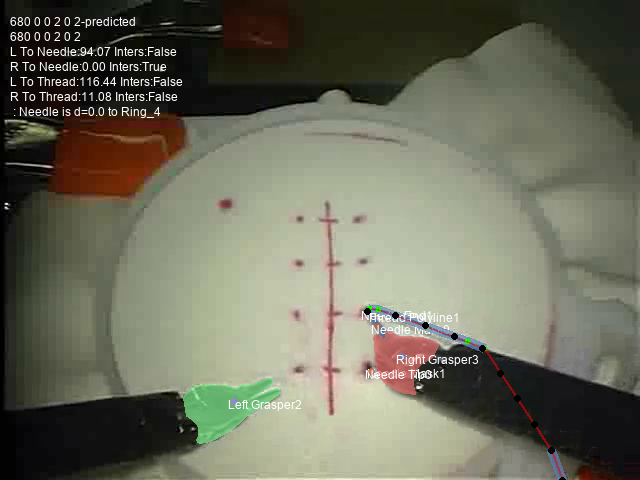 680 0 0 2 0 2-predicted
680 0 0 2 0 2
L To Needle:94.07 Inters:False
R To Needle:0.00 Inters:True
L To Thread:116.44 Inters:False
R To Thread:11.08 Inters:False
: Needle is d=0.0 to Ring_4
Thread Polyline1
Needle
Right Grasper3
Needle Tip
Left Grasper2